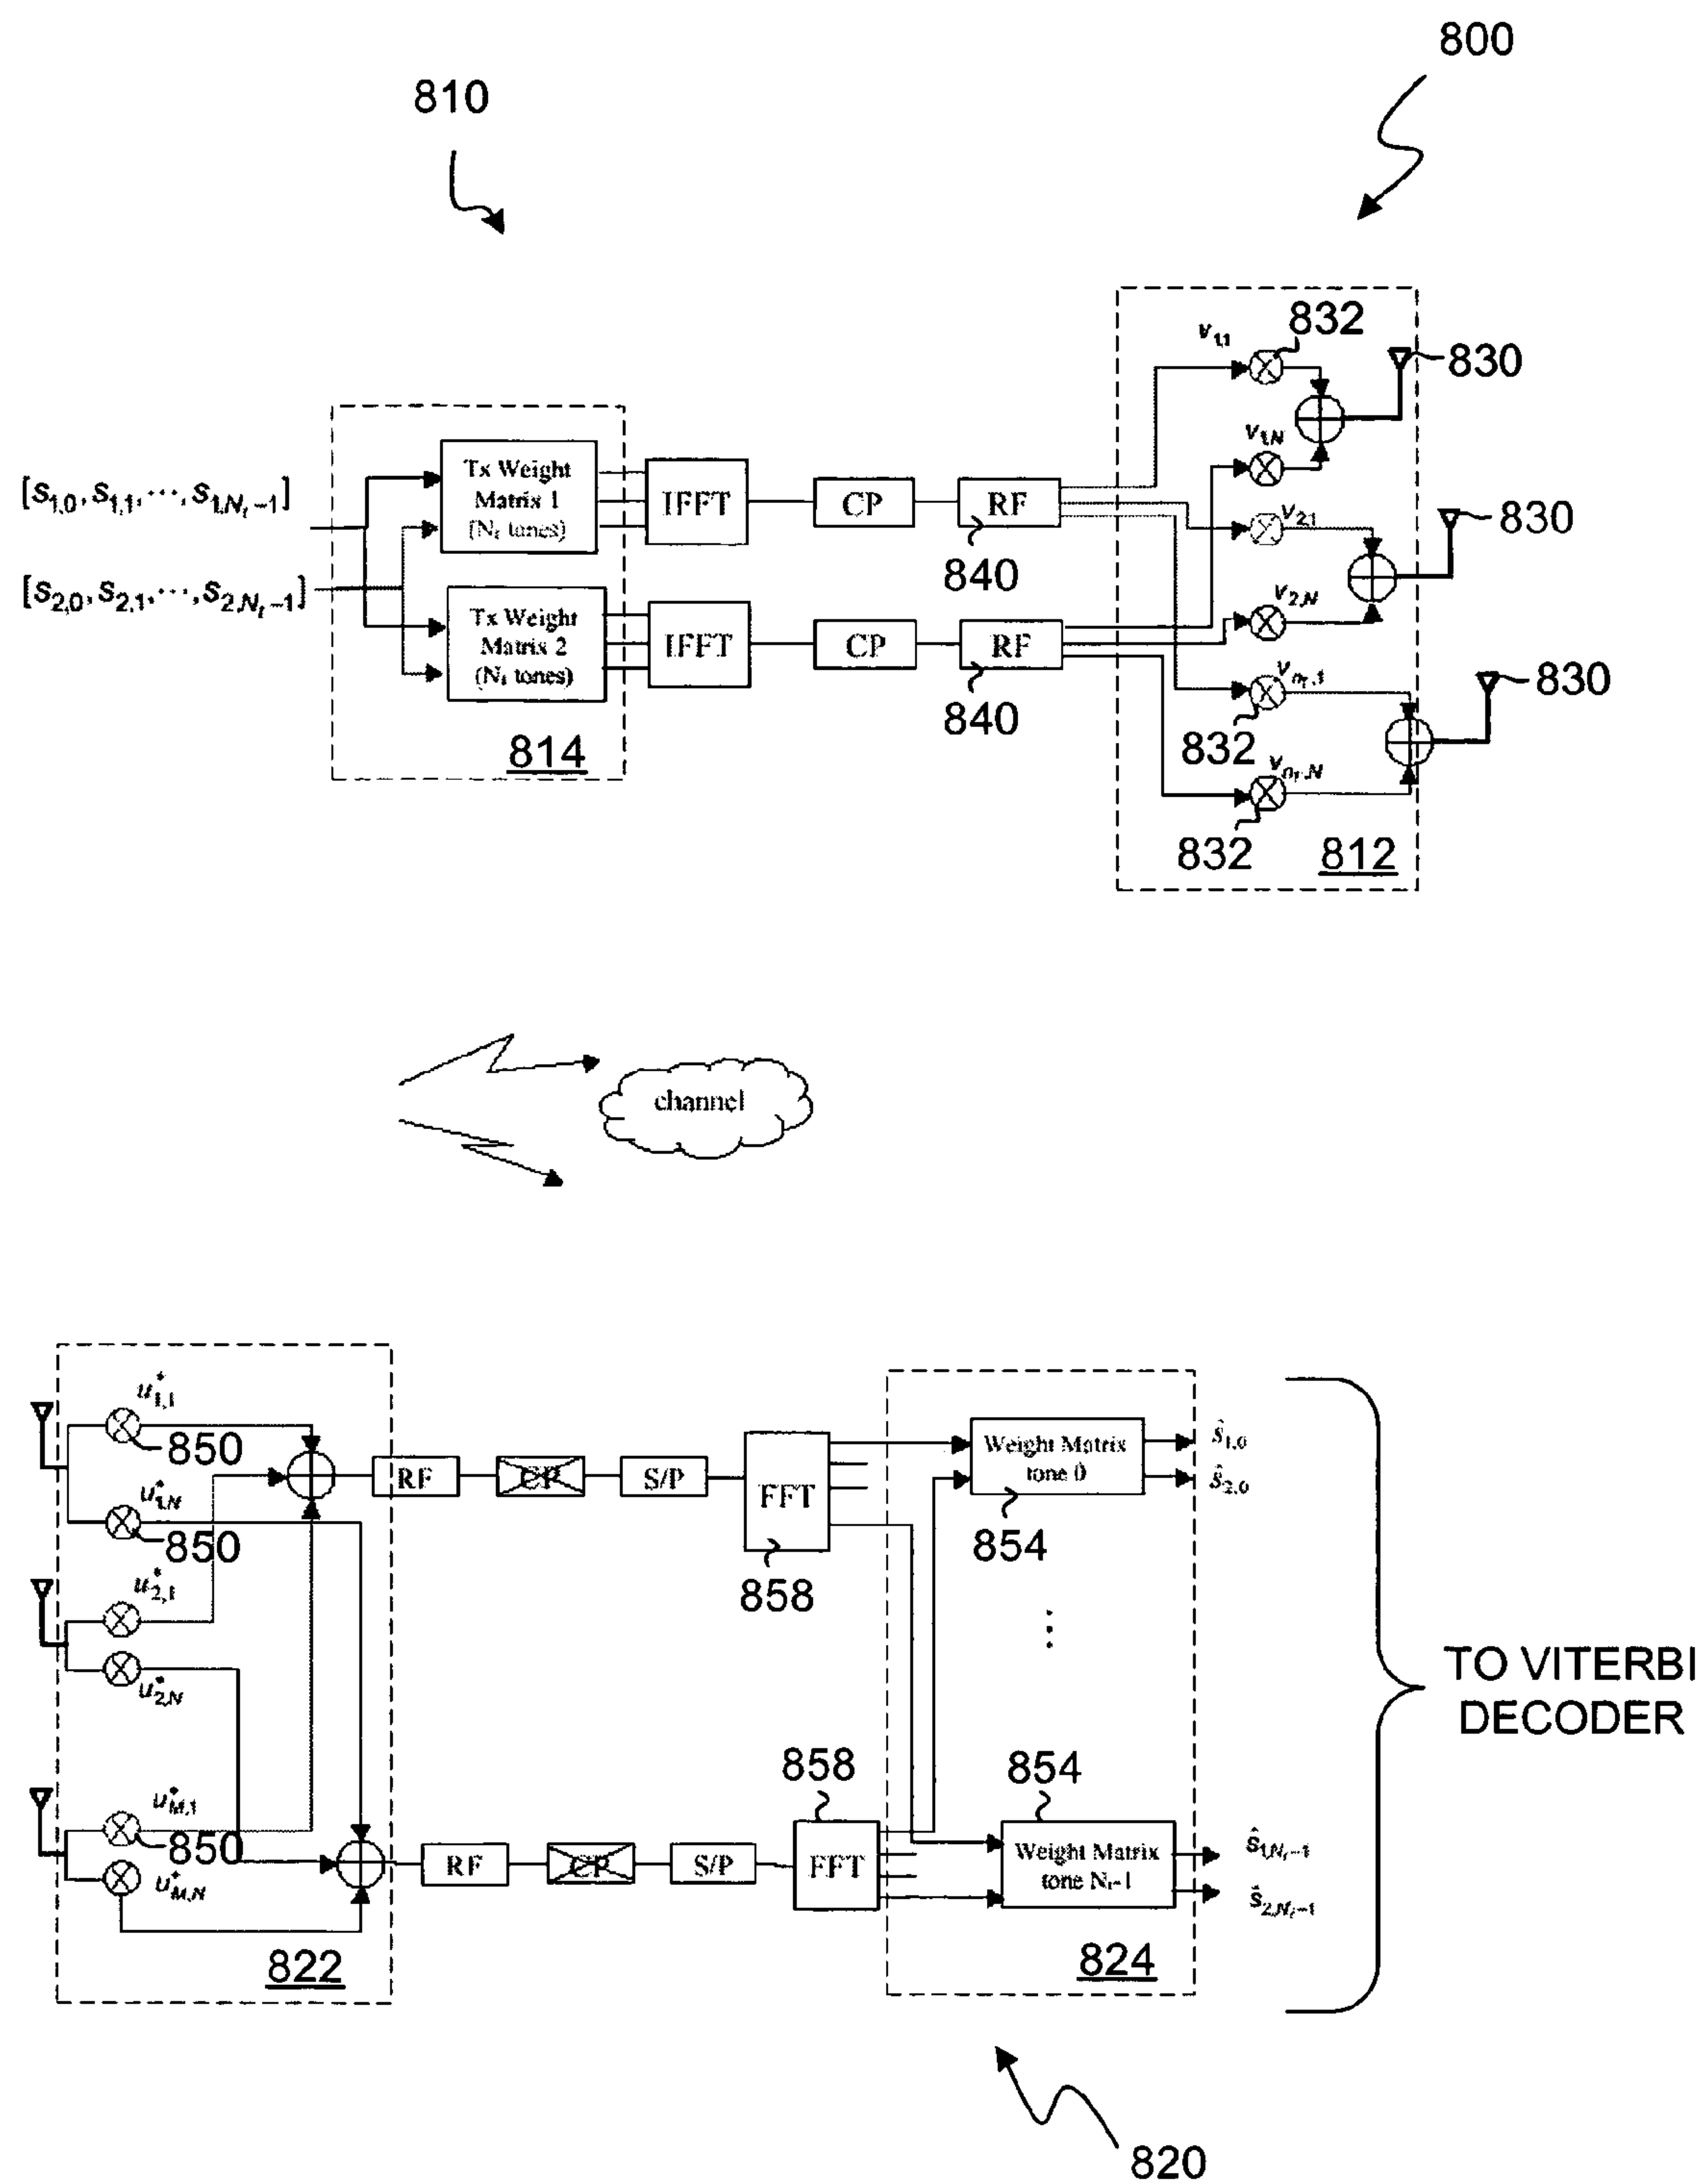 800
810
832
v1,1
830
[s1,0, s1,1, ⋯, s1,Nt−1]
Tx Weight
Matrix 1
(Nt tones)
IFFT
CP
RF
840
v1,N
v2,1
830
[s2,0, s2,1, ⋯, s2,Nt−1]
Tx Weight
Matrix 2
(Nt tones)
IFFT
CP
RF
840
v2,N
vnT,1
830
832
vnT,N
832
814
812
channel
u*1,1
850
u*1,N
850
RF
CP
S/P
FFT
858
Weight Matrix
tone 0
854
ŝ1,0
ŝ2,0
u*2,1
u*2,N
⋮
TO VITERBI
DECODER
u*M,1
850
u*M,N
RF
CP
S/P
858
FFT
854
Weight Matrix
tone Nt-1
ŝ1,Nt−1
ŝ2,Nt−1
822
824
820